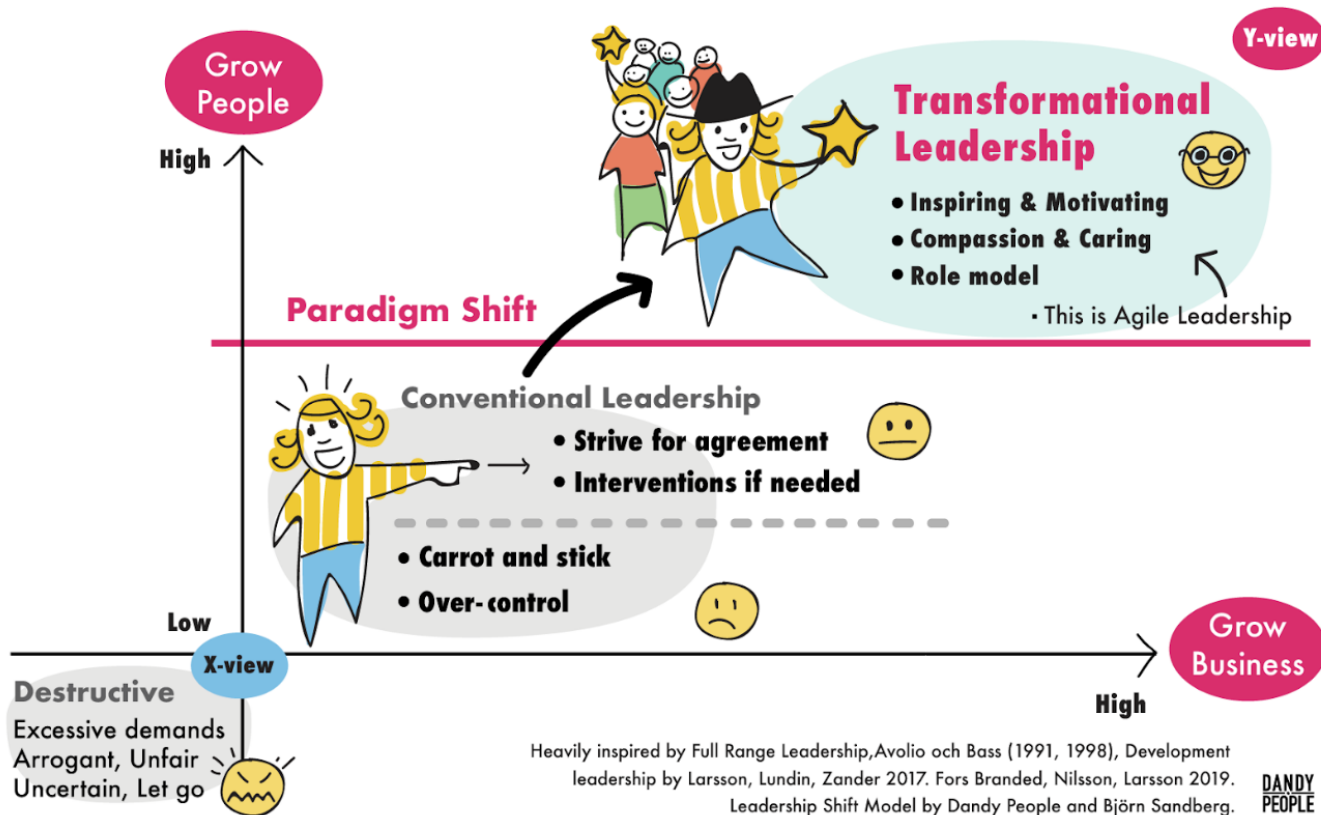 Grow
People
High
Y-view
Transformational
Leadership
• Inspiring & Motivating
• Compassion & Caring
• Role model
• This is Agile Leadership
Paradigm Shift
Conventional Leadership
• Strive for agreement
• Interventions if needed
• Carrot and stick
• Over-control
Low
X-view
Grow
Business
High
Destructive
Excessive demands
Arrogant, Unfair
Uncertain, Let go
Heavily inspired by Full Range Leadership,Avolio och Bass (1991, 1998), Development
leadership by Larsson, Lundin, Zander 2017. Fors Branded, Nilsson, Larsson 2019.
Leadership Shift Model by Dandy People and Björn Sandberg.
DANDY
PEOPLE